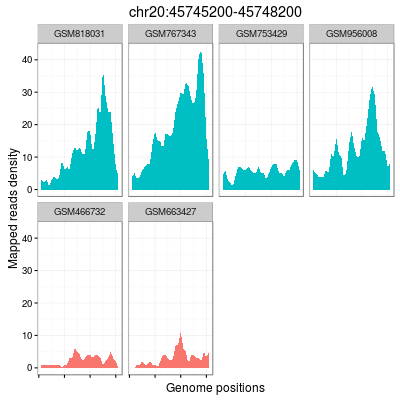 chr20:45745200-45748200
GSM818031 GSM767343 GSM753429 GSM956008
40
30
20
10
0
GSM466732 GSM663427
40
30
20
10
0
Mapped reads density
Genome positions